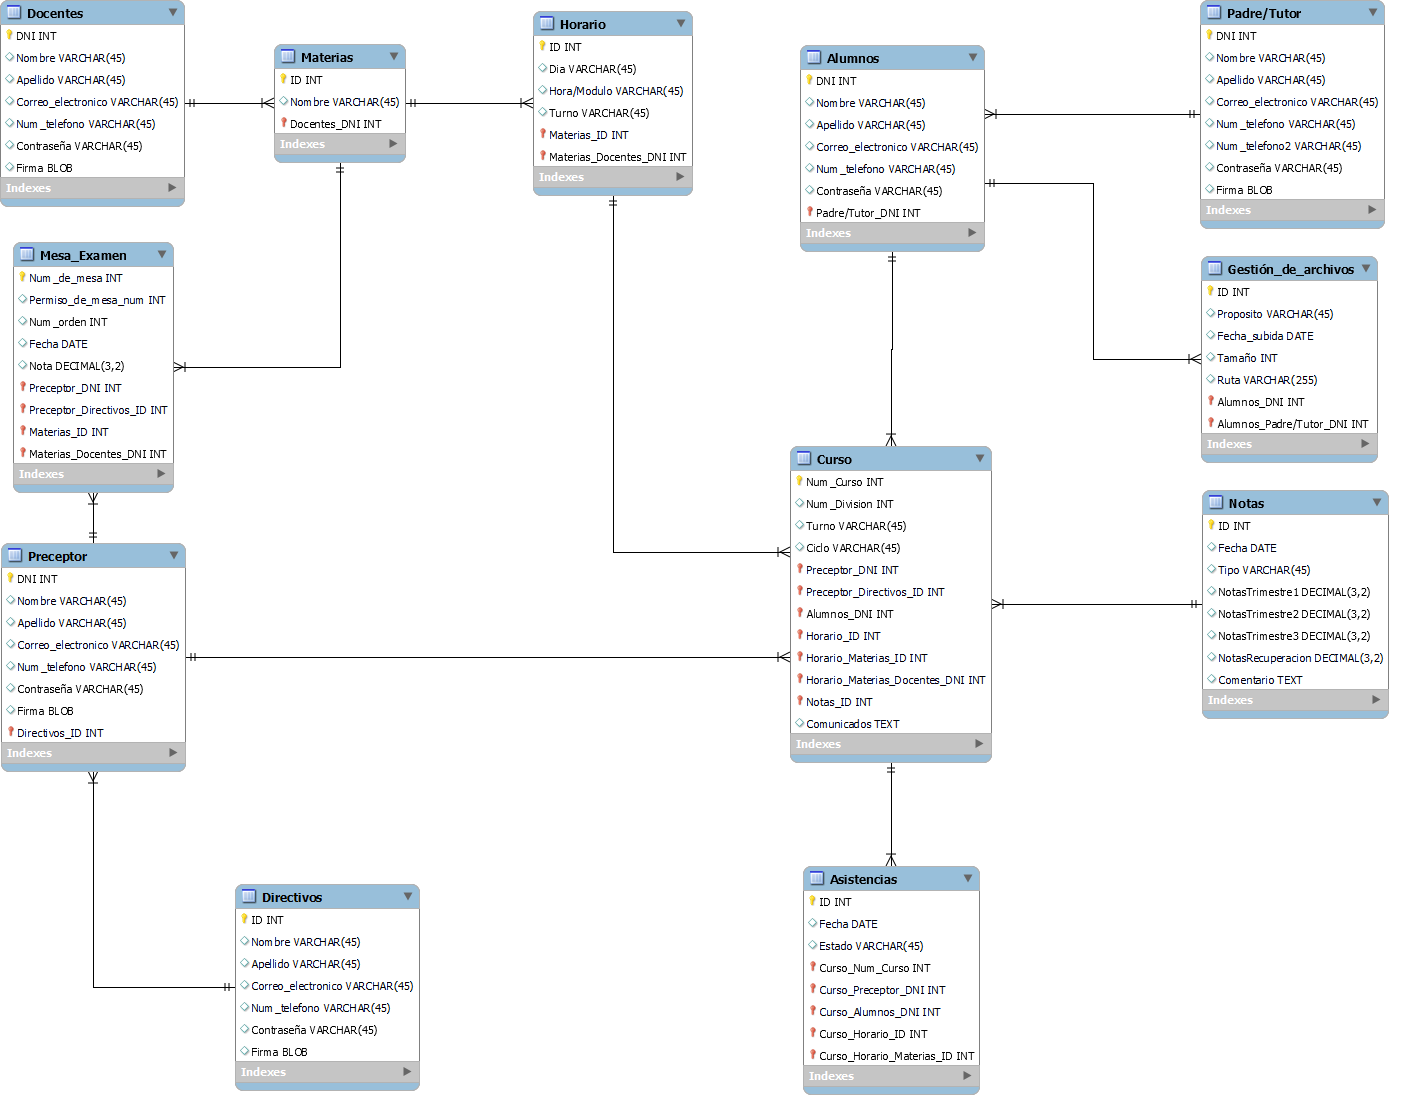 Docentes
DNI INT
Nombre VARCHAR(45)
Apellido VARCHAR(45)
Correo_electronico VARCHAR(45)
Num_telefono VARCHAR(45)
Contraseña VARCHAR(45)
Firma BLOB
Indexes
Materias
ID INT
Nombre VARCHAR(45)
Docentes_DNI INT
Indexes
Horario
ID INT
Dia VARCHAR(45)
Hora/Modulo VARCHAR(45)
Turno VARCHAR(45)
Materias_ID INT
Materias_Docentes_DNI INT
Indexes
Alumnos
DNI INT
Nombre VARCHAR(45)
Apellido VARCHAR(45)
Correo_electronico VARCHAR(45)
Num_telefono VARCHAR(45)
Contraseña VARCHAR(45)
Padre/Tutor_DNI INT
Indexes
Padre/Tutor
DNI INT
Nombre VARCHAR(45)
Apellido VARCHAR(45)
Correo_electronico VARCHAR(45)
Num_telefono VARCHAR(45)
Num_telefono2 VARCHAR(45)
Contraseña VARCHAR(45)
Firma BLOB
Indexes
Mesa_Examen
Num_de_mesa INT
Permiso_de_mesa_num INT
Num_orden INT
Fecha DATE
Nota DECIMAL(3,2)
Preceptor_DNI INT
Preceptor_Directivos_ID INT
Materias_ID INT
Materias_Docentes_DNI INT
Indexes
Gestión_de_archivos
ID INT
Proposito VARCHAR(45)
Fecha_subida DATE
Tamaño INT
Ruta VARCHAR(255)
Alumnos_DNI INT
Alumnos_Padre/Tutor_DNI INT
Indexes
Curso
Num_Curso INT
Num_Division INT
Turno VARCHAR(45)
Ciclo VARCHAR(45)
Preceptor_DNI INT
Preceptor_Directivos_ID INT
Alumnos_DNI INT
Horario_ID INT
Horario_Materias_ID INT
Horario_Materias_Docentes_DNI INT
Notas_ID INT
Comunicados TEXT
Indexes
Notas
ID INT
Fecha DATE
Tipo VARCHAR(45)
NotasTrimestre1 DECIMAL(3,2)
NotasTrimestre2 DECIMAL(3,2)
NotasTrimestre3 DECIMAL(3,2)
NotasRecuperacion DECIMAL(3,2)
Comentario TEXT
Indexes
Preceptor
DNI INT
Nombre VARCHAR(45)
Apellido VARCHAR(45)
Correo_electronico VARCHAR(45)
Num_telefono VARCHAR(45)
Contraseña VARCHAR(45)
Firma BLOB
Directivos_ID INT
Indexes
Directivos
ID INT
Nombre VARCHAR(45)
Apellido VARCHAR(45)
Correo_electronico VARCHAR(45)
Num_telefono VARCHAR(45)
Contraseña VARCHAR(45)
Firma BLOB
Indexes
Asistencias
ID INT
Fecha DATE
Estado VARCHAR(45)
Curso_Num_Curso INT
Curso_Preceptor_DNI INT
Curso_Alumnos_DNI INT
Curso_Horario_ID INT
Curso_Horario_Materias_ID INT
Indexes